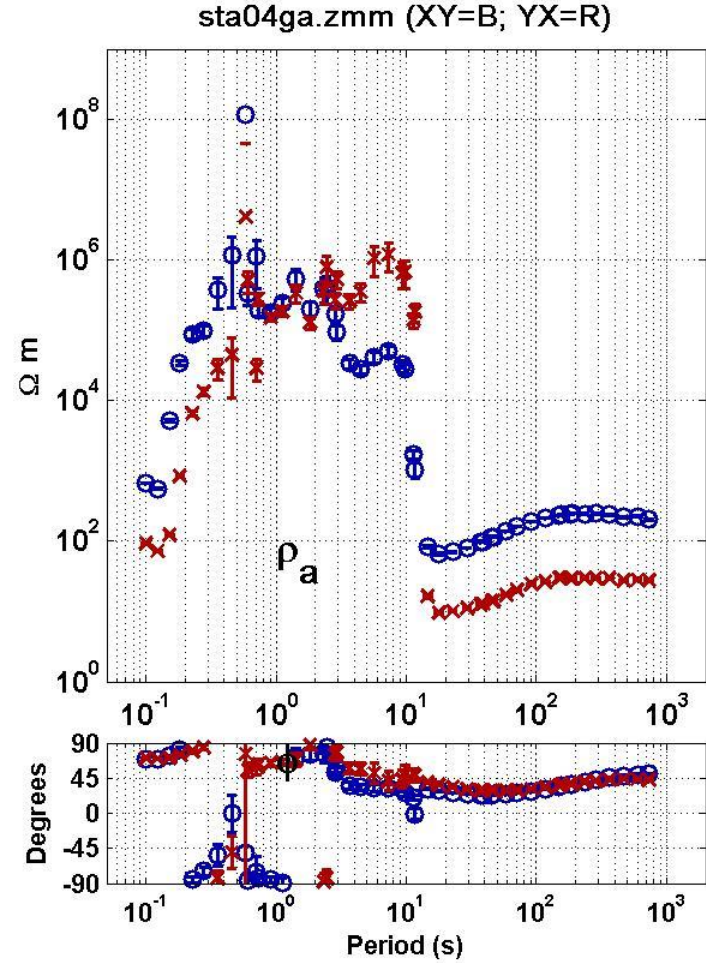 sta04ga.zmm (XY=B; YX=R)
10^8
10^6
Ω m
10^4
10^2
ρ_a
10^0
10^-1 10^0 10^1 10^2 10^3
90
ϕ
45
Degrees
0
-45
-90
10^-1 10^0 10^1 10^2 10^3
Period (s)